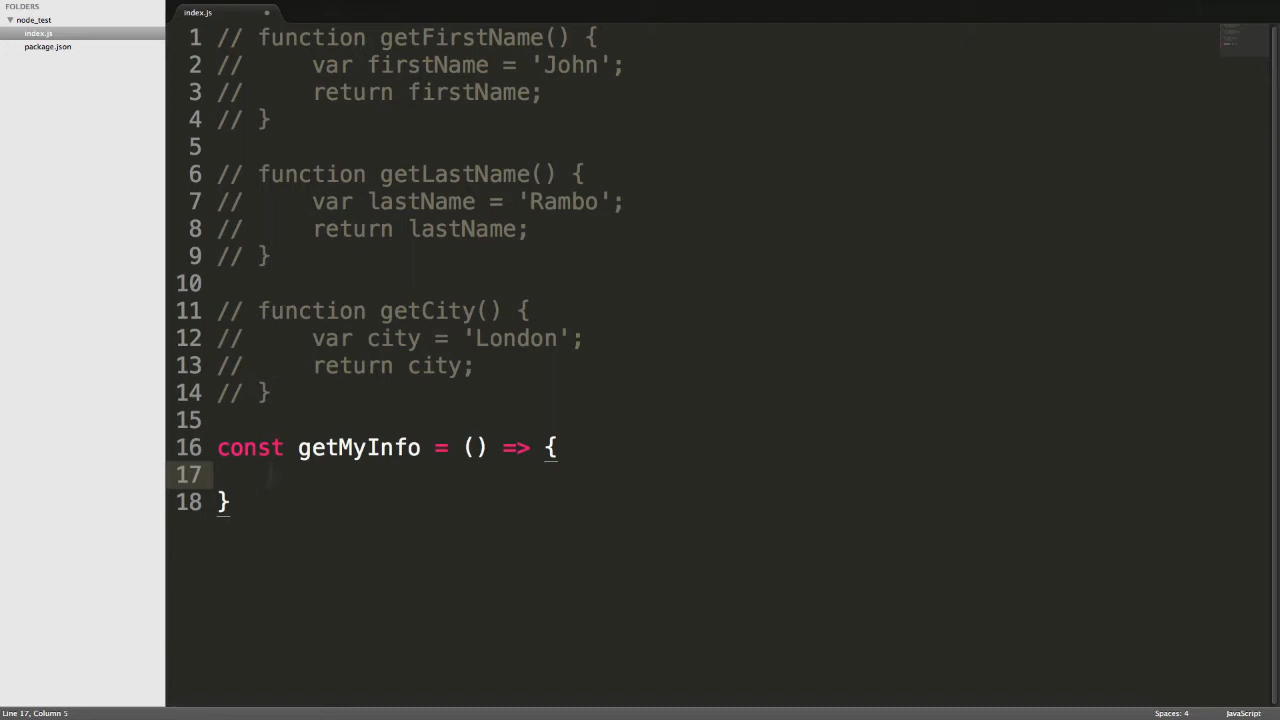 FOLDERS
node_test
index.js
package.json
index.js
1 // function getFirstName() {
2 //     var firstName = 'John';
3 //     return firstName;
4 // }
5
6 // function getLastName() {
7 //     var lastName = 'Rambo';
8 //     return lastName;
9 // }
10
11 // function getCity() {
12 //     var city = 'London';
13 //     return city;
14 // }
15
16 const getMyInfo = () => {
17
18 }
Line 17, Column 5
Spaces: 4
JavaScript